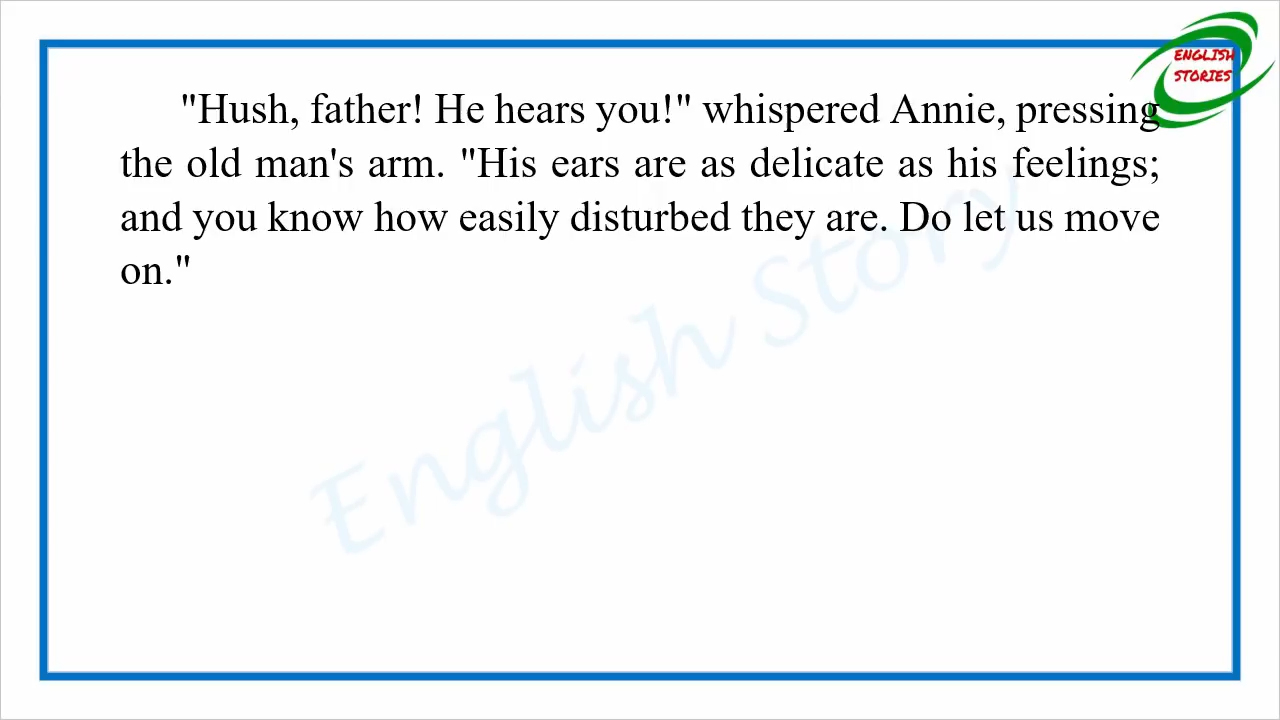 ENGLISH
STORIES
"Hush, father! He hears you!" whispered Annie, pressing
the old man's arm. "His ears are as delicate as his feelings;
and you know how easily disturbed they are. Do let us move
on."
English Story